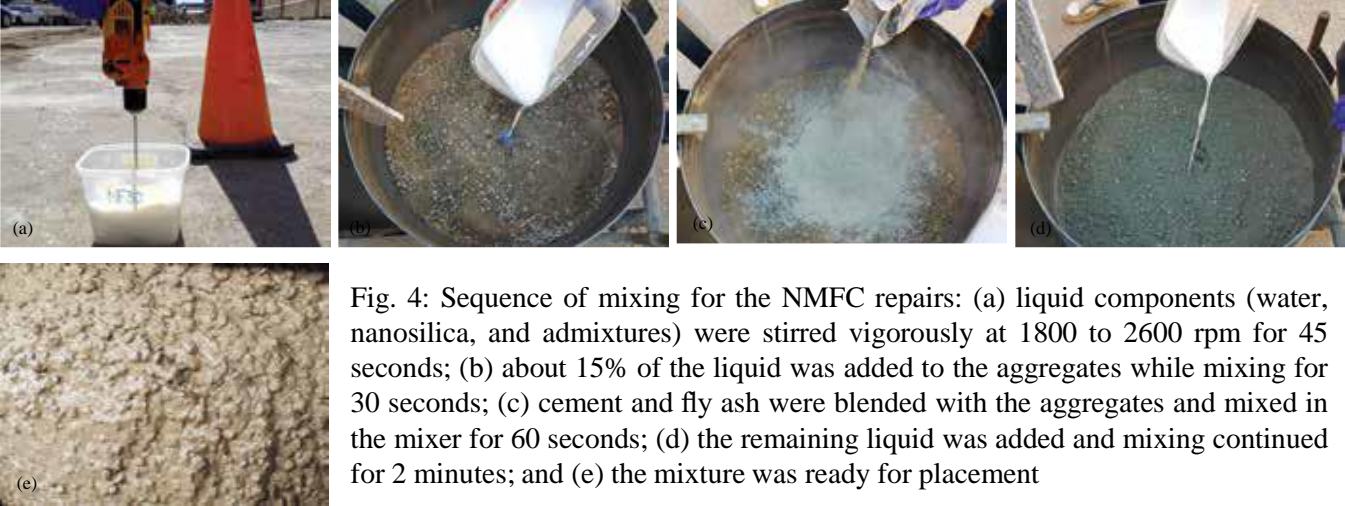 (a)
(b)
(c)
(d)
(e)
Fig. 4: Sequence of mixing for the NMFC repairs: (a) liquid components (water,
nanosilica, and admixtures) were stirred vigorously at 1800 to 2600 rpm for 45
seconds; (b) about 15% of the liquid was added to the aggregates while mixing for
30 seconds; (c) cement and fly ash were blended with the aggregates and mixed in
the mixer for 60 seconds; (d) the remaining liquid was added and mixing continued
for 2 minutes; and (e) the mixture was ready for placement